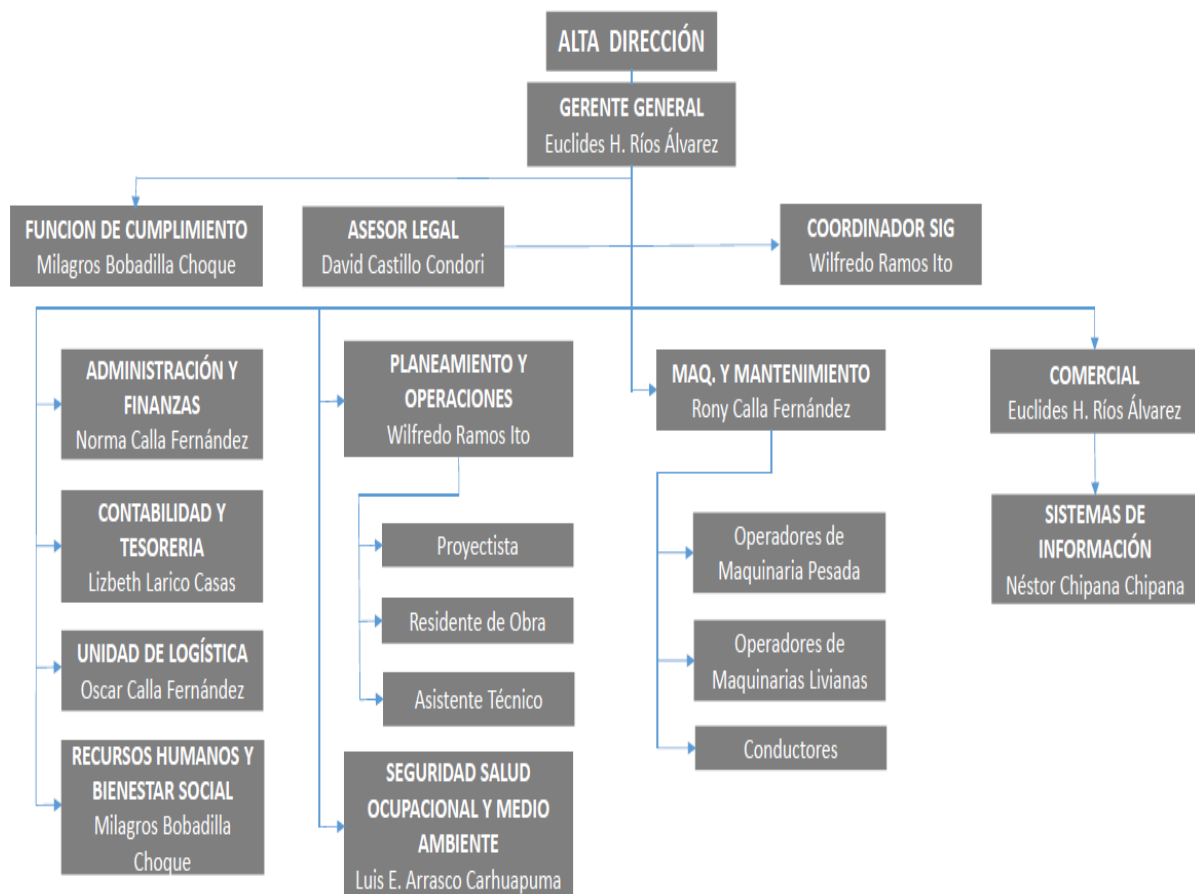 ALTA DIRECCIÓN
GERENTE GENERAL
Euclides H. Ríos Álvarez
FUNCION DE CUMPLIMIENTO
Milagros Bobadilla Choque
ASESOR LEGAL
David Castillo Condori
COORDINADOR SIG
Wilfredo Ramos Ito
ADMINISTRACIÓN Y
FINANZAS
Norma Calla Fernández
CONTABILIDAD Y
TESORERIA
Lizbeth Larico Casas
UNIDAD DE LOGÍSTICA
Oscar Calla Fernández
RECURSOS HUMANOS Y
BIENESTAR SOCIAL
Milagros Bobadilla
Choque
PLANEAMIENTO Y
OPERACIONES
Wilfredo Ramos Ito
Proyectista
Residente de Obra
Asistente Técnico
SEGURIDAD SALUD
OCUPACIONAL Y MEDIO
AMBIENTE
Luis E. Arrasco Carhuapuma
MAQ. Y MANTENIMIENTO
Rony Calla Fernández
Operadores de
Maquinaria Pesada
Operadores de
Maquinarias Livianas
Conductores
COMERCIAL
Euclides H. Ríos Álvarez
SISTEMAS DE
INFORMACIÓN
Néstor Chipana Chipana